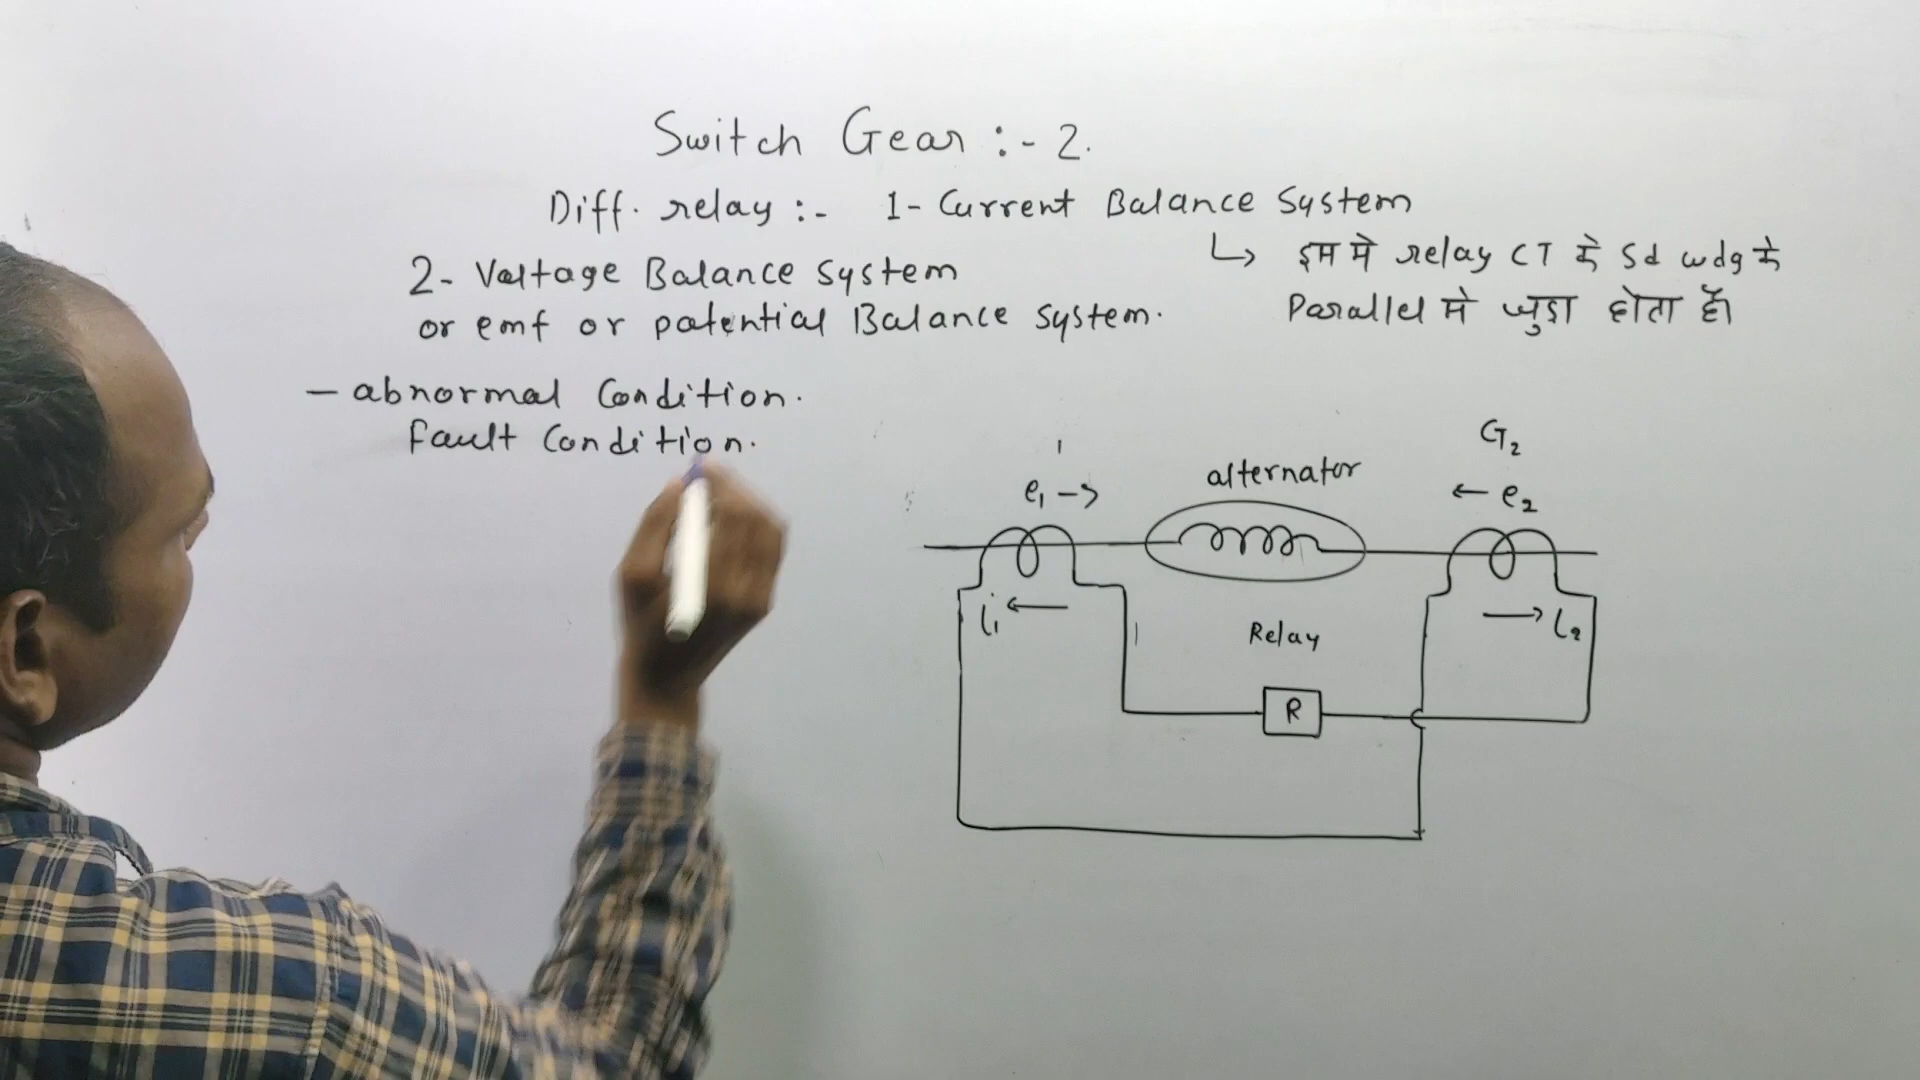 Switch Gear :- 2.
Diff. relay :- 1- Current Balance System
↳ इस मे relay CT के Sd wdg के
Parallel मे जुडा होता है।
2- Voltage Balance System
or emf or potential Balance System.
- abnormal Condition.
fault Condition.
G₂
e₁ →
alternator
← e₂
i₁ ←
Relay
→ i₂
R